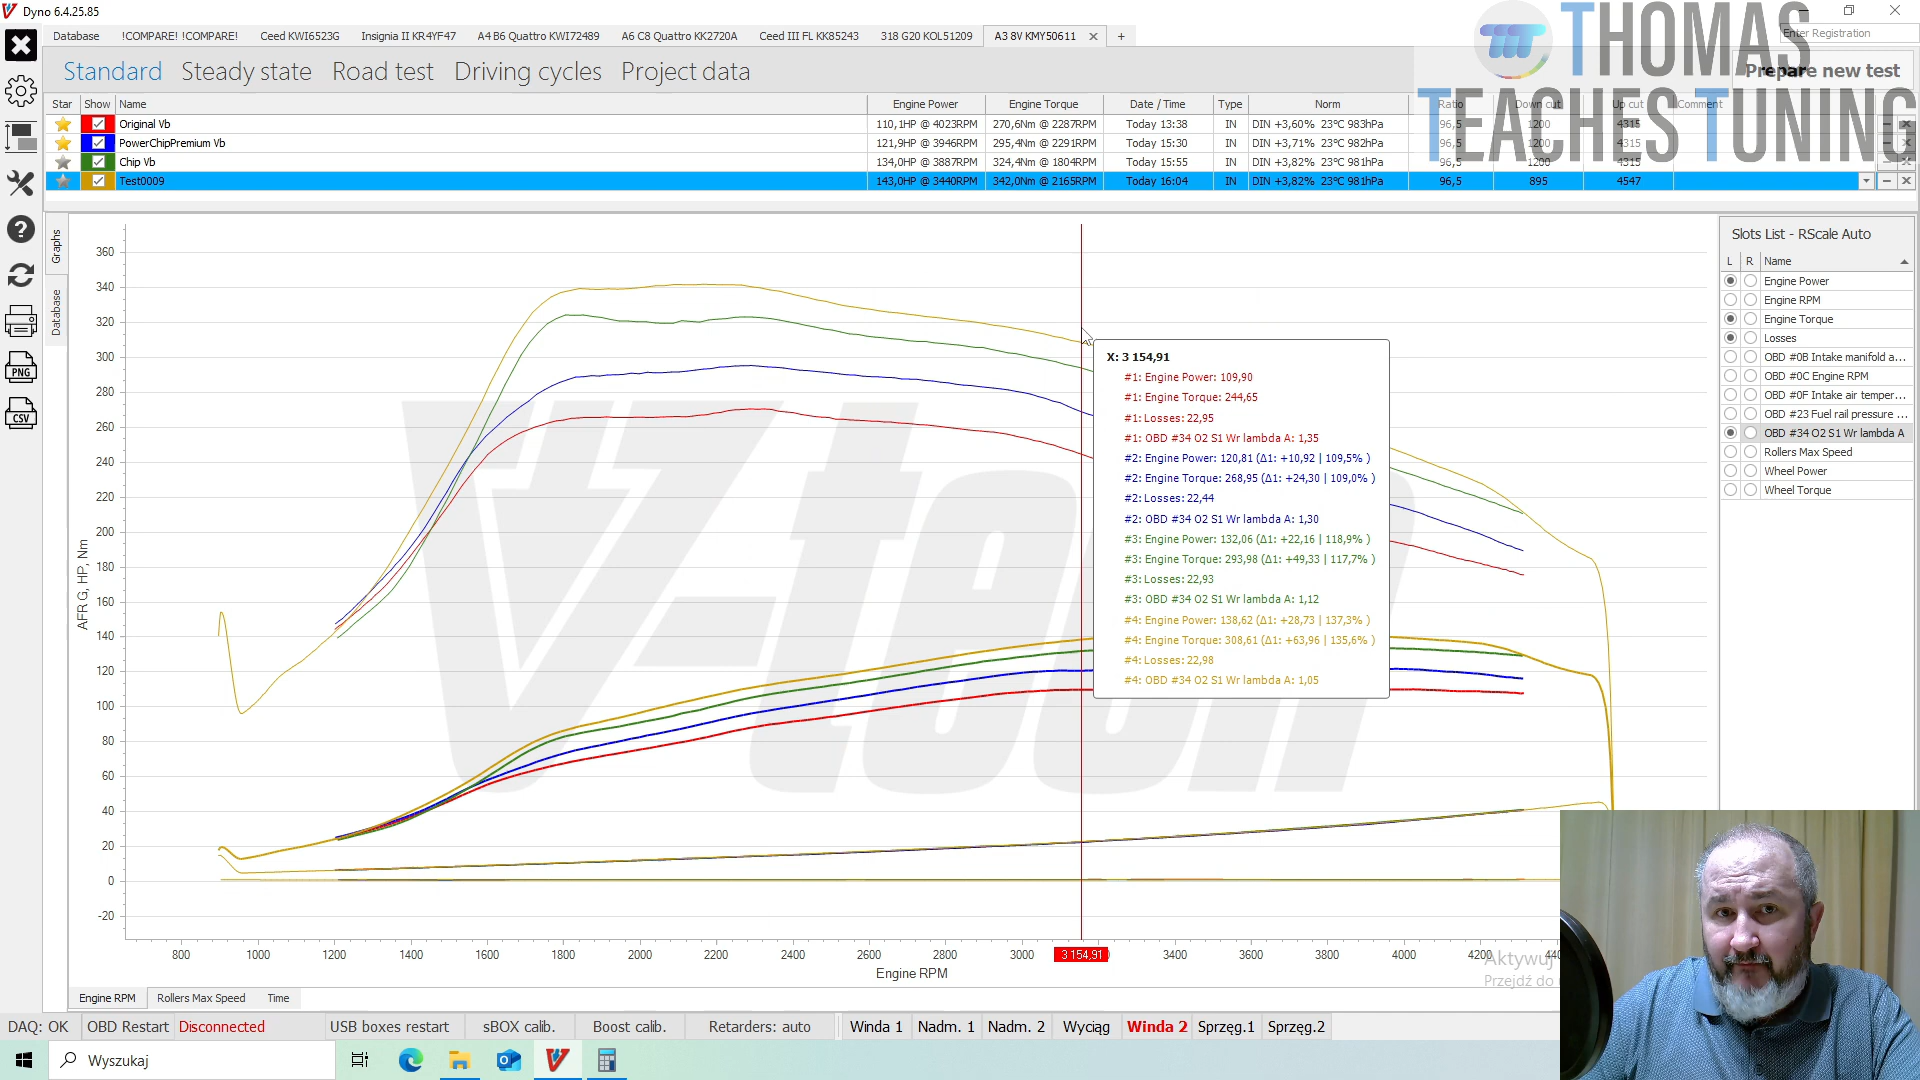 Dyno 6.4.25.85
Database !COMPARE! !COMPARE! Ceed KWI6523G Insignia II KR4YF47 A4 B6 Quattro KWI72489 A6 C8 Quattro KK2720A Ceed III FL KK85243 318 G20 KOL51209 A3 8V KMY50611 +
Enter Registration
THOMAS
TEACHES TUNING
Standard Steady state Road test Driving cycles Project data
Prepare new test
Star Show Name Engine Power Engine Torque Date / Time Type Norm Ratio Down cut Up cut Comment
Original Vb 110,1HP @ 4023RPM 270,6Nm @ 2287RPM Today 13:38 IN DIN +3,60% 23°C 983hPa 96,5 1200 4315
PowerChipPremium Vb 121,9HP @ 3946RPM 295,4Nm @ 2291RPM Today 15:30 IN DIN +3,71% 23°C 982hPa 96,5 1200 4315
Chip Vb 134,0HP @ 3887RPM 324,4Nm @ 1804RPM Today 15:55 IN DIN +3,82% 23°C 981hPa 96,5 1200 4315
Test0009 143,0HP @ 3440RPM 342,0Nm @ 2165RPM Today 16:04 IN DIN +3,82% 23°C 981hPa 96,5 895 4547
Graphs
Database
PNG
CSV
AFR G, HP, Nm
360
340
320
300
280
260
240
220
200
180
160
140
120
100
80
60
40
20
0
-20
V-tech
X: 3 154,91
#1: Engine Power: 109,90
#1: Engine Torque: 244,65
#1: Losses: 22,95
#1: OBD #34 O2 S1 Wr lambda A: 1,35
#2: Engine Power: 120,81 (Δ1: +10,92 | 109,5% )
#2: Engine Torque: 268,95 (Δ1: +24,30 | 109,0% )
#2: Losses: 22,44
#2: OBD #34 O2 S1 Wr lambda A: 1,30
#3: Engine Power: 132,06 (Δ1: +22,16 | 118,9% )
#3: Engine Torque: 293,98 (Δ1: +49,33 | 117,7% )
#3: Losses: 22,93
#3: OBD #34 O2 S1 Wr lambda A: 1,12
#4: Engine Power: 138,62 (Δ1: +28,73 | 137,3% )
#4: Engine Torque: 308,61 (Δ1: +63,96 | 135,6% )
#4: Losses: 22,98
#4: OBD #34 O2 S1 Wr lambda A: 1,05
800 1000 1200 1400 1600 1800 2000 2200 2400 2600 2800 3000 3 154,91 3400 3600 3800 4000 4200
Engine RPM
Slots List - RScale Auto
L R Name
Engine Power
Engine RPM
Engine Torque
Losses
OBD #0B Intake manifold a...
OBD #0C Engine RPM
OBD #0F Intake air temper...
OBD #23 Fuel rail pressure ...
OBD #34 O2 S1 Wr lambda A
Rollers Max Speed
Wheel Power
Wheel Torque
Aktywuj
Przejdź do
Engine RPM Rollers Max Speed Time
DAQ: OK OBD Restart Disconnected USB boxes restart sBOX calib. Boost calib. Retarders: auto Winda 1 Nadm. 1 Nadm. 2 Wyciąg Winda 2 Sprzęg.1 Sprzęg.2
Wyszukaj